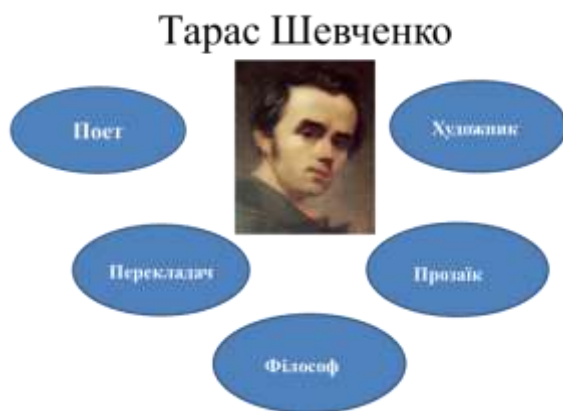 Тарас Шевченко
Поет
Художник
Перекладач
Прозаїк
Філософ